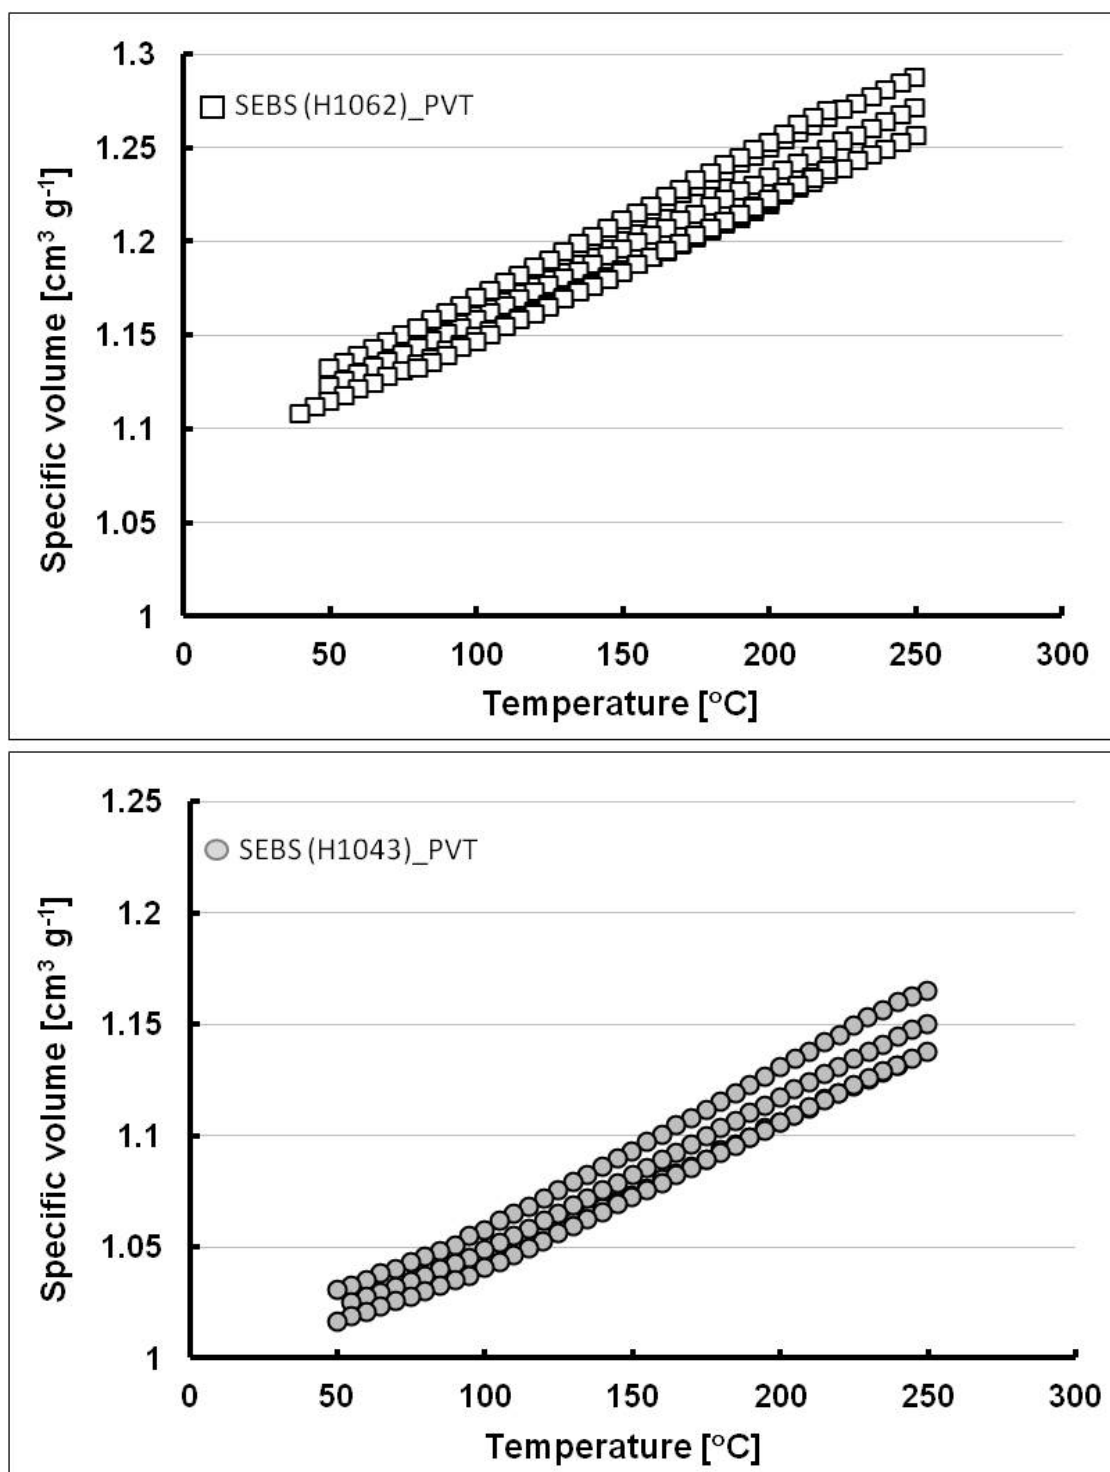 1.3
SEBS (H1062)_PVT
1.25
1.2
1.15
1.1
1.05
1
0 50 100 150 200 250 300
Specific volume [cm³ g⁻¹]
Temperature [°C]
1.25
SEBS (H1043)_PVT
1.2
1.15
1.1
1.05
1
0 50 100 150 200 250 300
Specific volume [cm³ g⁻¹]
Temperature [°C]